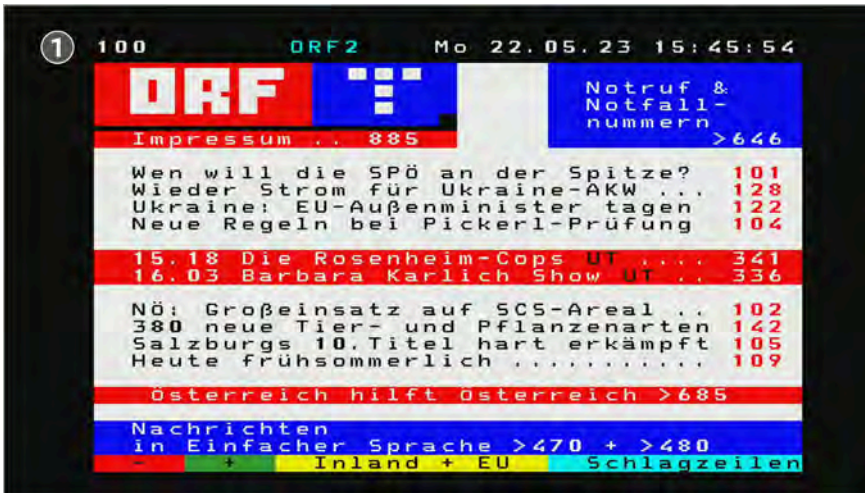 1
100 ORF2 Mo 22.05.23 15:45:54
ORF T
Notruf &
Notfall-
nummern
Impressum .. 885 >646
Wen will die SPÖ an der Spitze? 101
Wieder Strom für Ukraine-AKW ... 128
Ukraine: EU-Außenminister tagen 122
Neue Regeln bei Pickerl-Prüfung 104
15.18 Die Rosenheim-Cops UT .... 341
16.03 Barbara Karlich Show UT .. 336
Nö: Großeinsatz auf SCS-Areal .. 102
380 neue Tier- und Pflanzenarten 142
Salzburgs 10.Titel hart erkämpft 105
Heute frühsommerlich ........... 109
Österreich hilft Österreich >685
Nachrichten
in Einfacher Sprache >470 + >480
- + Inland + EU Schlagzeilen